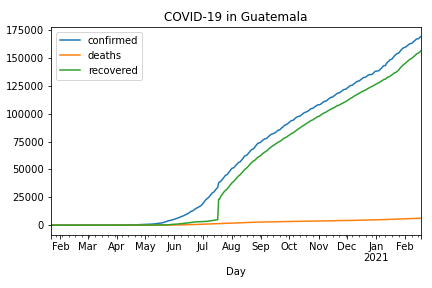 COVID-19 in Guatemala
175000
150000
125000
100000
75000
50000
25000
0
confirmed
deaths
recovered
Feb Mar Apr May Jun Jul Aug Sep Oct Nov Dec Jan Feb
2021
Day